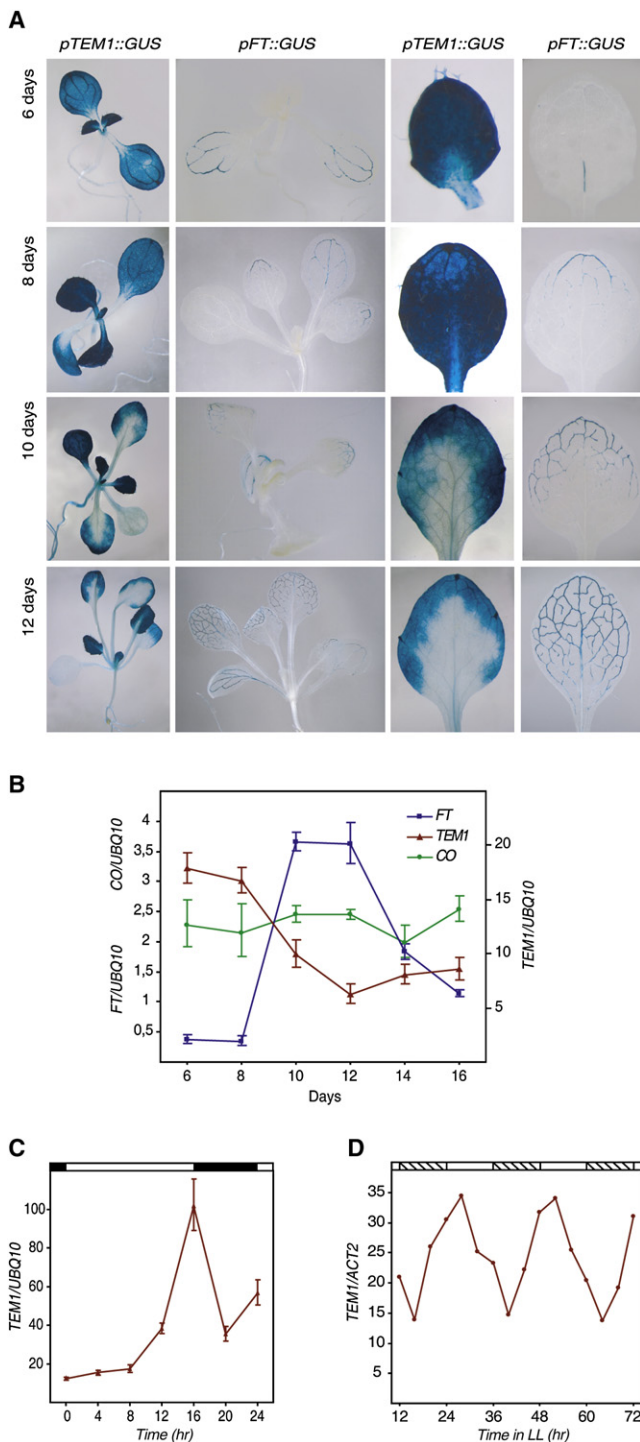 A
pTEM1::GUS pFT::GUS pTEM1::GUS pFT::GUS
6 days
8 days
10 days
12 days
B
CO/UBQ10
FT/UBQ10
4
3,5
3
2,5
2
1,5
1
0,5
FT
TEM1
CO
20
15
10
5
TEM1/UBQ10
6 8 10 12 14 16
Days
C
TEM1/UBQ10
100
80
60
40
20
0 4 8 12 16 20 24
Time (hr)
D
TEM1/ACT2
35
30
25
20
15
10
5
12 24 36 48 60 72
Time in LL (hr)